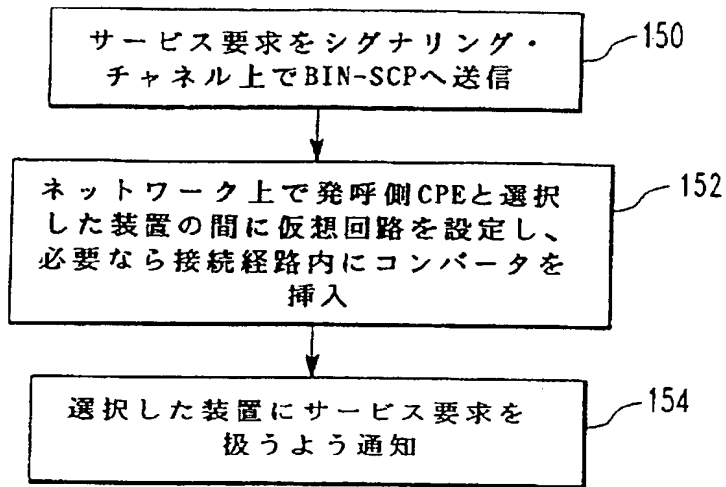 サービス要求をシグナリング・
チャネル上でBIN-SCPへ送信
150
ネットワーク上で発呼側CPEと選択
した装置の間に仮想回路を設定し、
必要なら接続経路内にコンバータを
挿入
152
選択した装置にサービス要求を
扱うよう通知
154